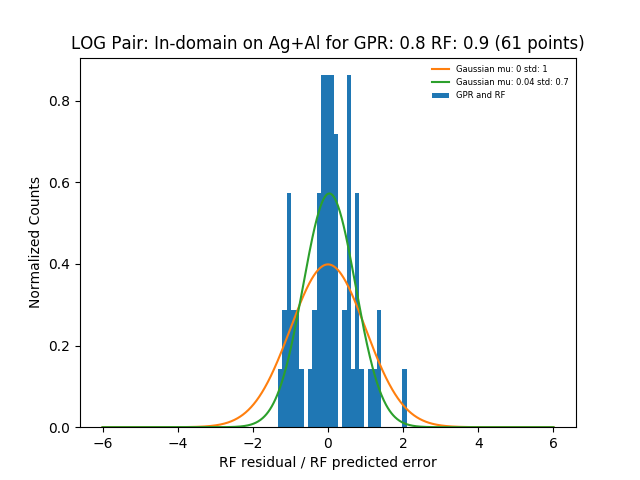 LOG Pair: In-domain on Ag+Al for GPR: 0.8 RF: 0.9 (61 points)
Gaussian mu: 0 std: 1
Gaussian mu: 0.04 std: 0.7
GPR and RF
Normalized Counts
0.8
0.6
0.4
0.2
0.0
−6 −4 −2 0 2 4 6
RF residual / RF predicted error